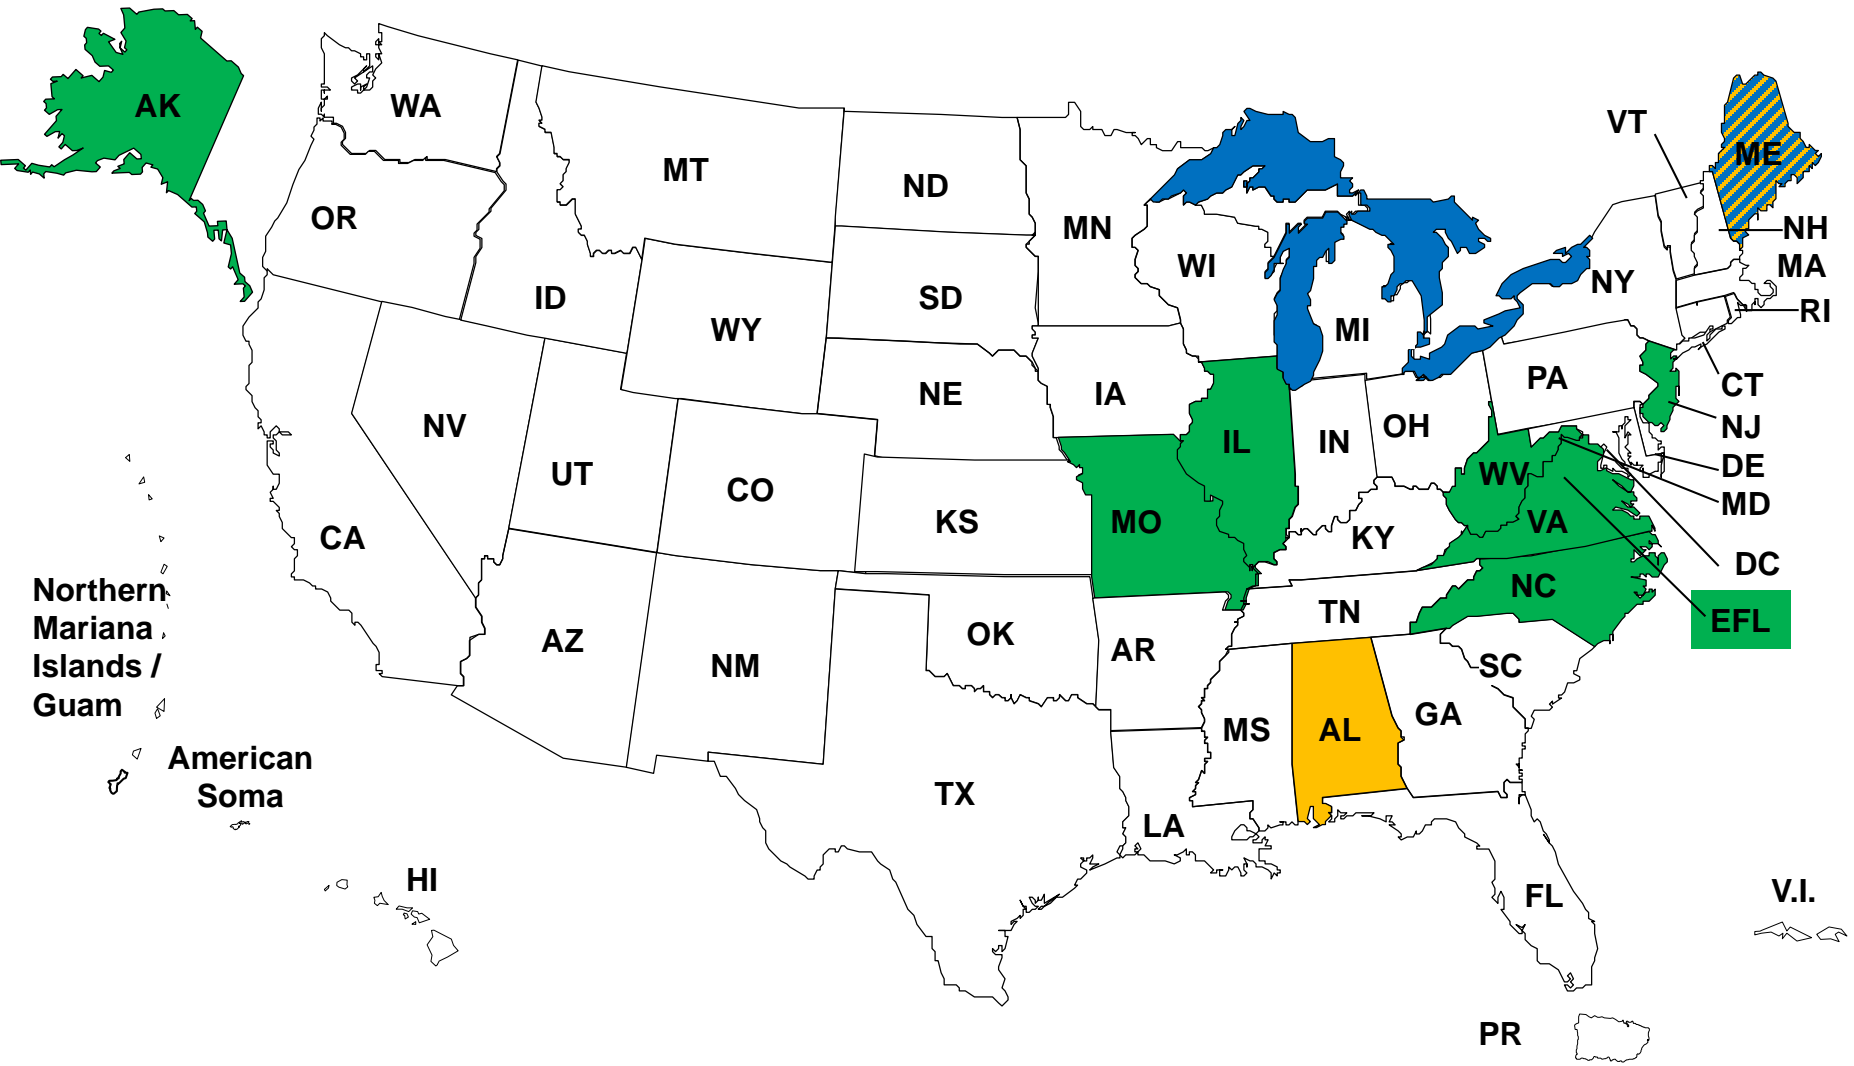 AK
WA
MT
ND
MN
VT
ME
OR
ID
WY
SD
WI
MI
NY
NH
MA
RI
NV
UT
CO
NE
IA
IL
IN
OH
PA
CT
NJ
DE
MD
DC
EFL
CA
KS
MO
KY
WV
VA
NC
TN
SC
AZ
NM
OK
AR
TX
LA
MS
AL
GA
FL
Northern
Mariana
Islands /
Guam
American
Soma
HI
V.I.
PR